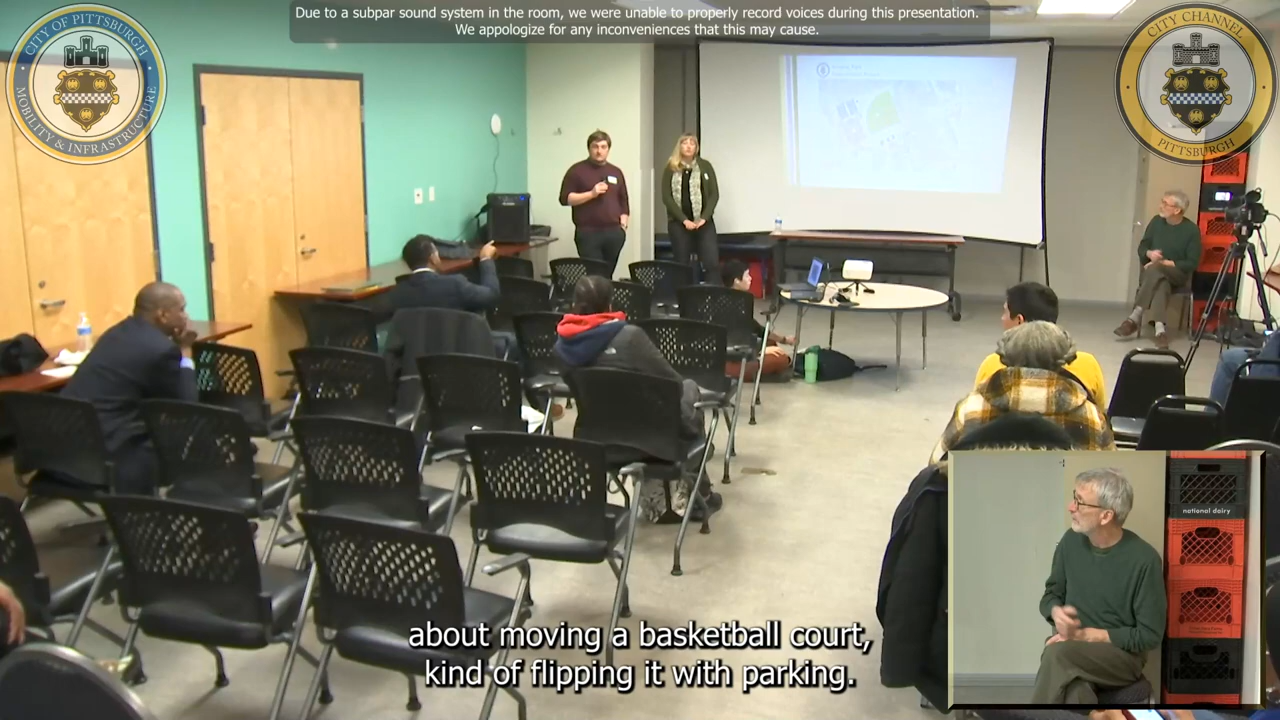 Due to a subpar sound system in the room, we were unable to properly record voices during this presentation.
We appologize for any inconveniences that this may cause.
CITY OF PITTSBURGH
MOBILITY & INFRASTRUCTURE
CITY CHANNEL
PITTSBURGH
national dairy
about moving a basketball court,
kind of flipping it with parking.